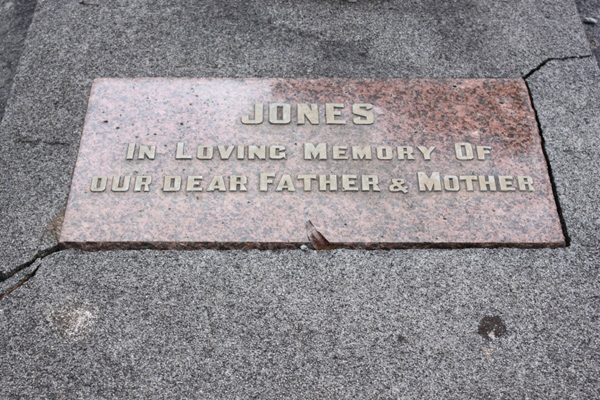 JONES
IN LOVING MEMORY OF
OUR DEAR FATHER & MOTHER